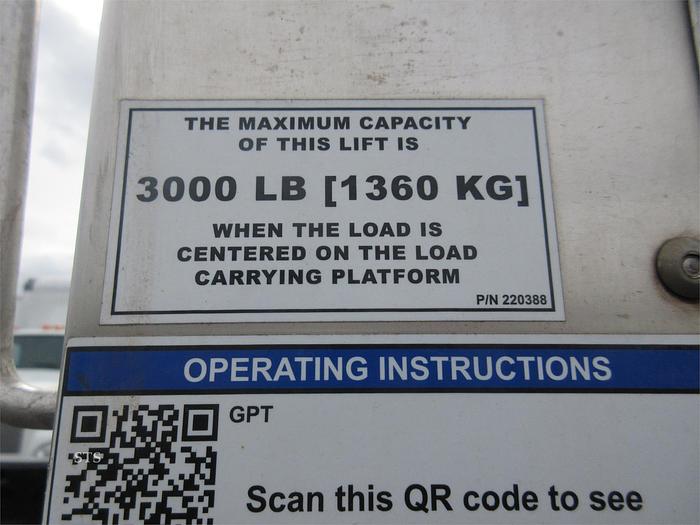 THE MAXIMUM CAPACITY
OF THIS LIFT IS
3000 LB [1360 KG]
WHEN THE LOAD IS
CENTERED ON THE LOAD
CARRYING PLATFORM
P/N 220388
OPERATING INSTRUCTIONS
GPT
STS
Scan this QR code to see